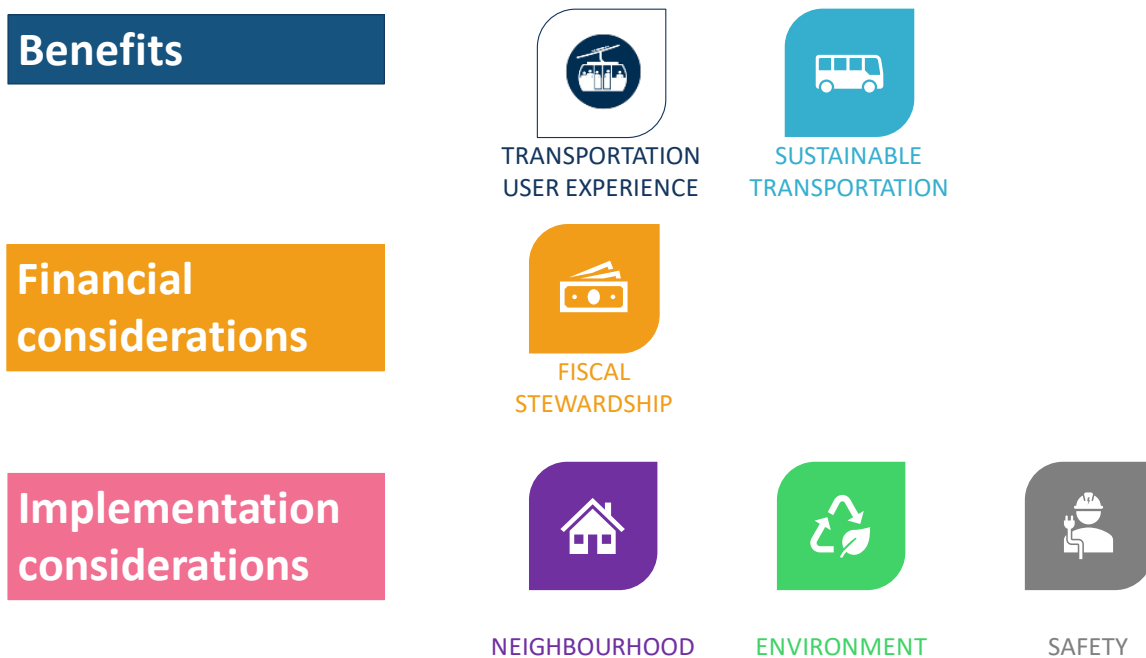 Benefits
TRANSPORTATION
USER EXPERIENCE
SUSTAINABLE
TRANSPORTATION
Financial
considerations
FISCAL
STEWARDSHIP
Implementation
considerations
NEIGHBOURHOOD
ENVIRONMENT
SAFETY